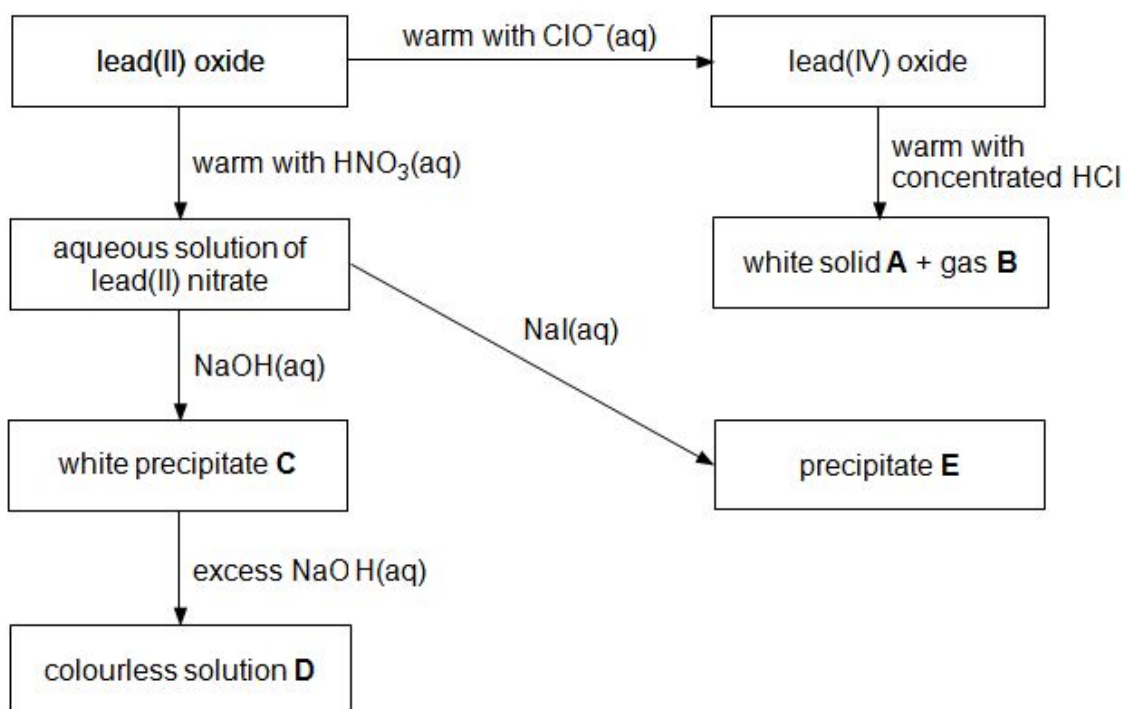 lead(II) oxide
warm with ClO⁻(aq)
lead(IV) oxide
warm with HNO₃(aq)
warm with
concentrated HCl
aqueous solution of
lead(II) nitrate
white solid A + gas B
NaI(aq)
NaOH(aq)
white precipitate C
precipitate E
excess NaOH(aq)
colourless solution D